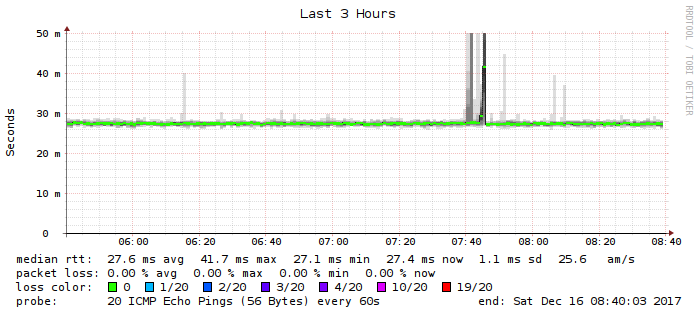 Last 3 Hours
RRDTOOL / TOBI OETIKER
Seconds
50 m
40 m
30 m
20 m
10 m
0
06:00 06:20 06:40 07:00 07:20 07:40 08:00 08:20 08:40
median rtt: 27.6 ms avg 41.7 ms max 27.1 ms min 27.4 ms now 1.1 ms sd 25.6 am/s
packet loss: 0.00 % avg 0.00 % max 0.00 % min 0.00 % now
loss color: 0 1/20 2/20 3/20 4/20 10/20 19/20
probe: 20 ICMP Echo Pings (56 Bytes) every 60s end: Sat Dec 16 08:40:03 2017